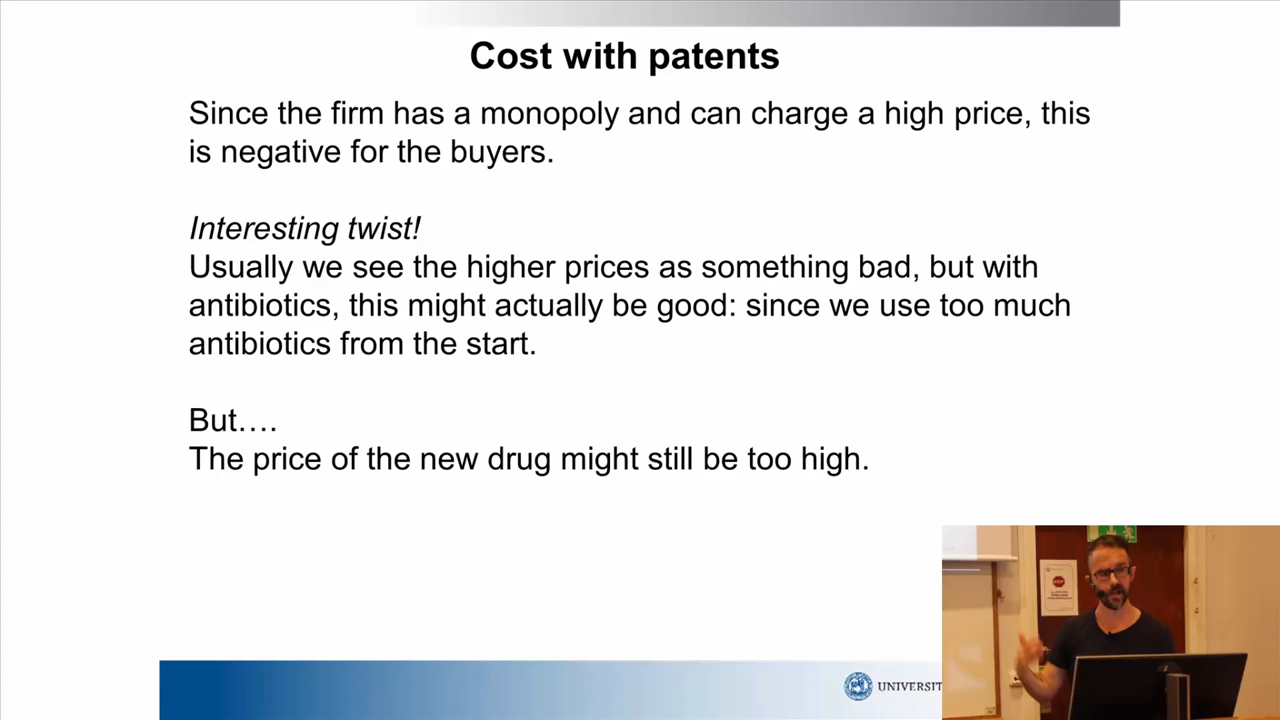 Cost with patents
Since the firm has a monopoly and can charge a high price, this
is negative for the buyers.
Interesting twist!
Usually we see the higher prices as something bad, but with
antibiotics, this might actually be good: since we use too much
antibiotics from the start.
But….
The price of the new drug might still be too high.
STOP